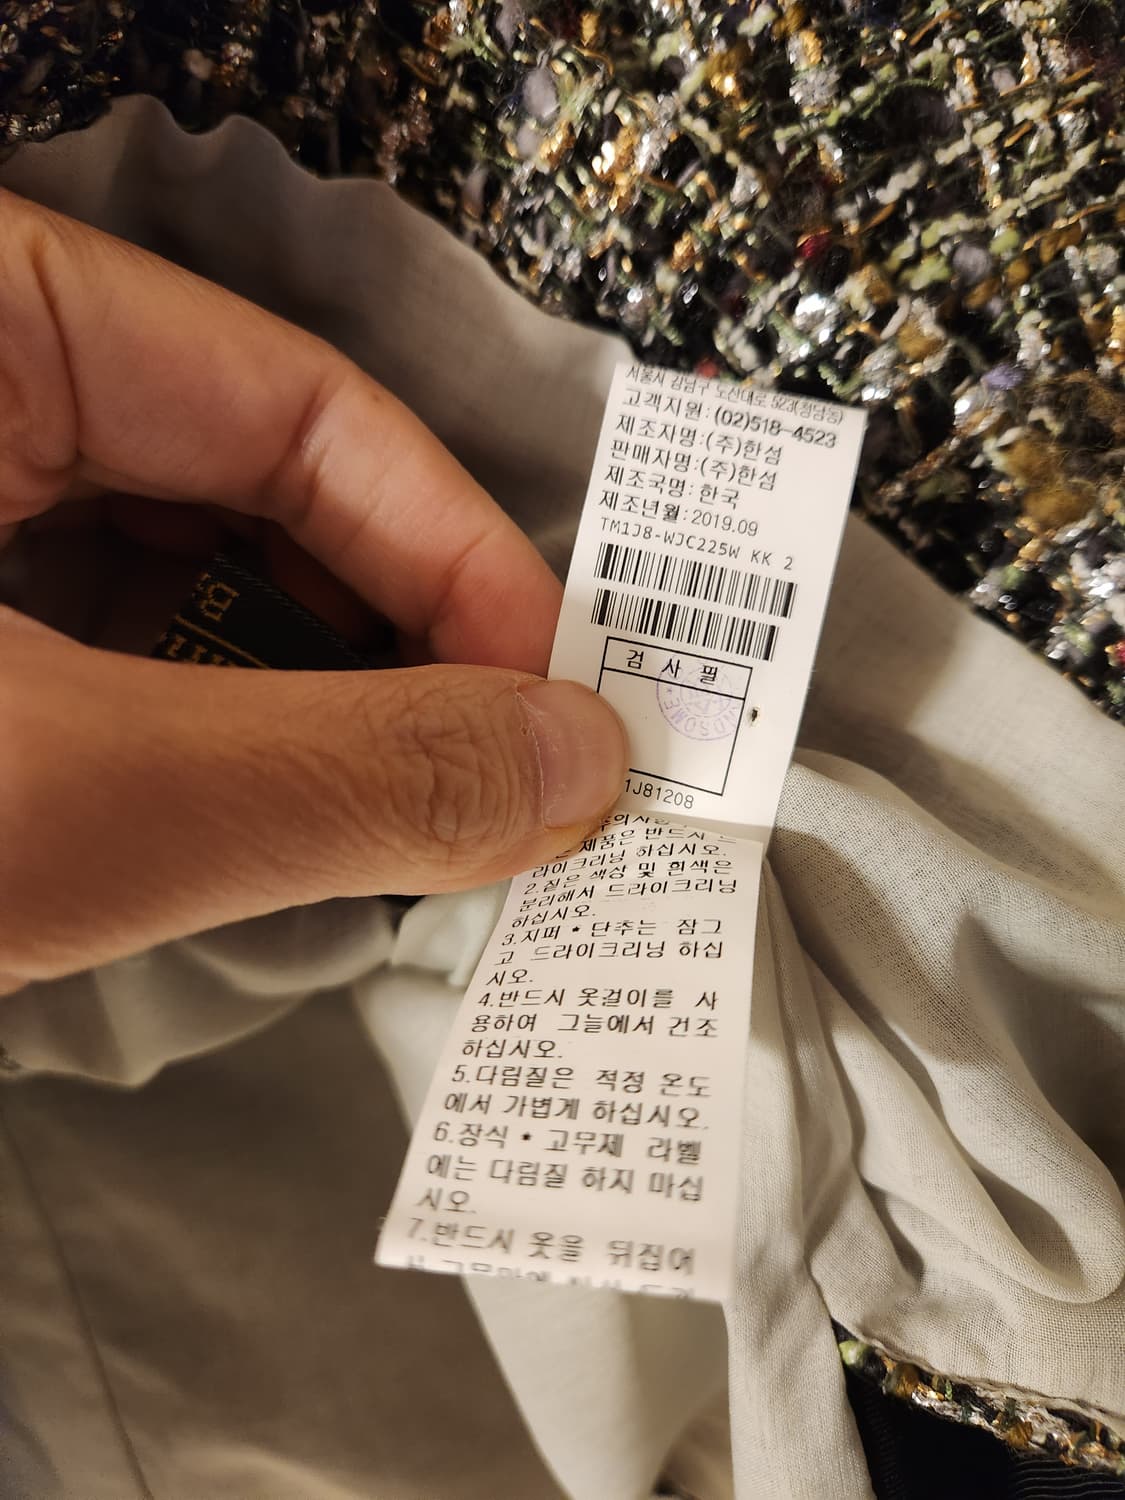 서울시 강남구 도산대로 523(청담동)
고객지원:(02)518-4523
제조자명:(주)한섬
판매자명:(주)한섬
제조국명:한국
제조년월:2019.09
TM1J8-WJC225W KK 2
검 사 필
1J81208
제품은 반드시 드
라이크리닝 하십시오.
2.짙은 색상 및 흰색은
분리해서 드라이크리닝
하십시오.
3.지퍼•단추는 잠그
고 드라이크리닝 하십
시오.
4.반드시 옷걸이를 사
용하여 그늘에서 건조
하십시오.
5.다림질은 적정 온도
에서 가볍게 하십시오.
6.장식•고무제 라벨
에는 다림질 하지 마십
시오.
7.반드시 옷을 뒤집어